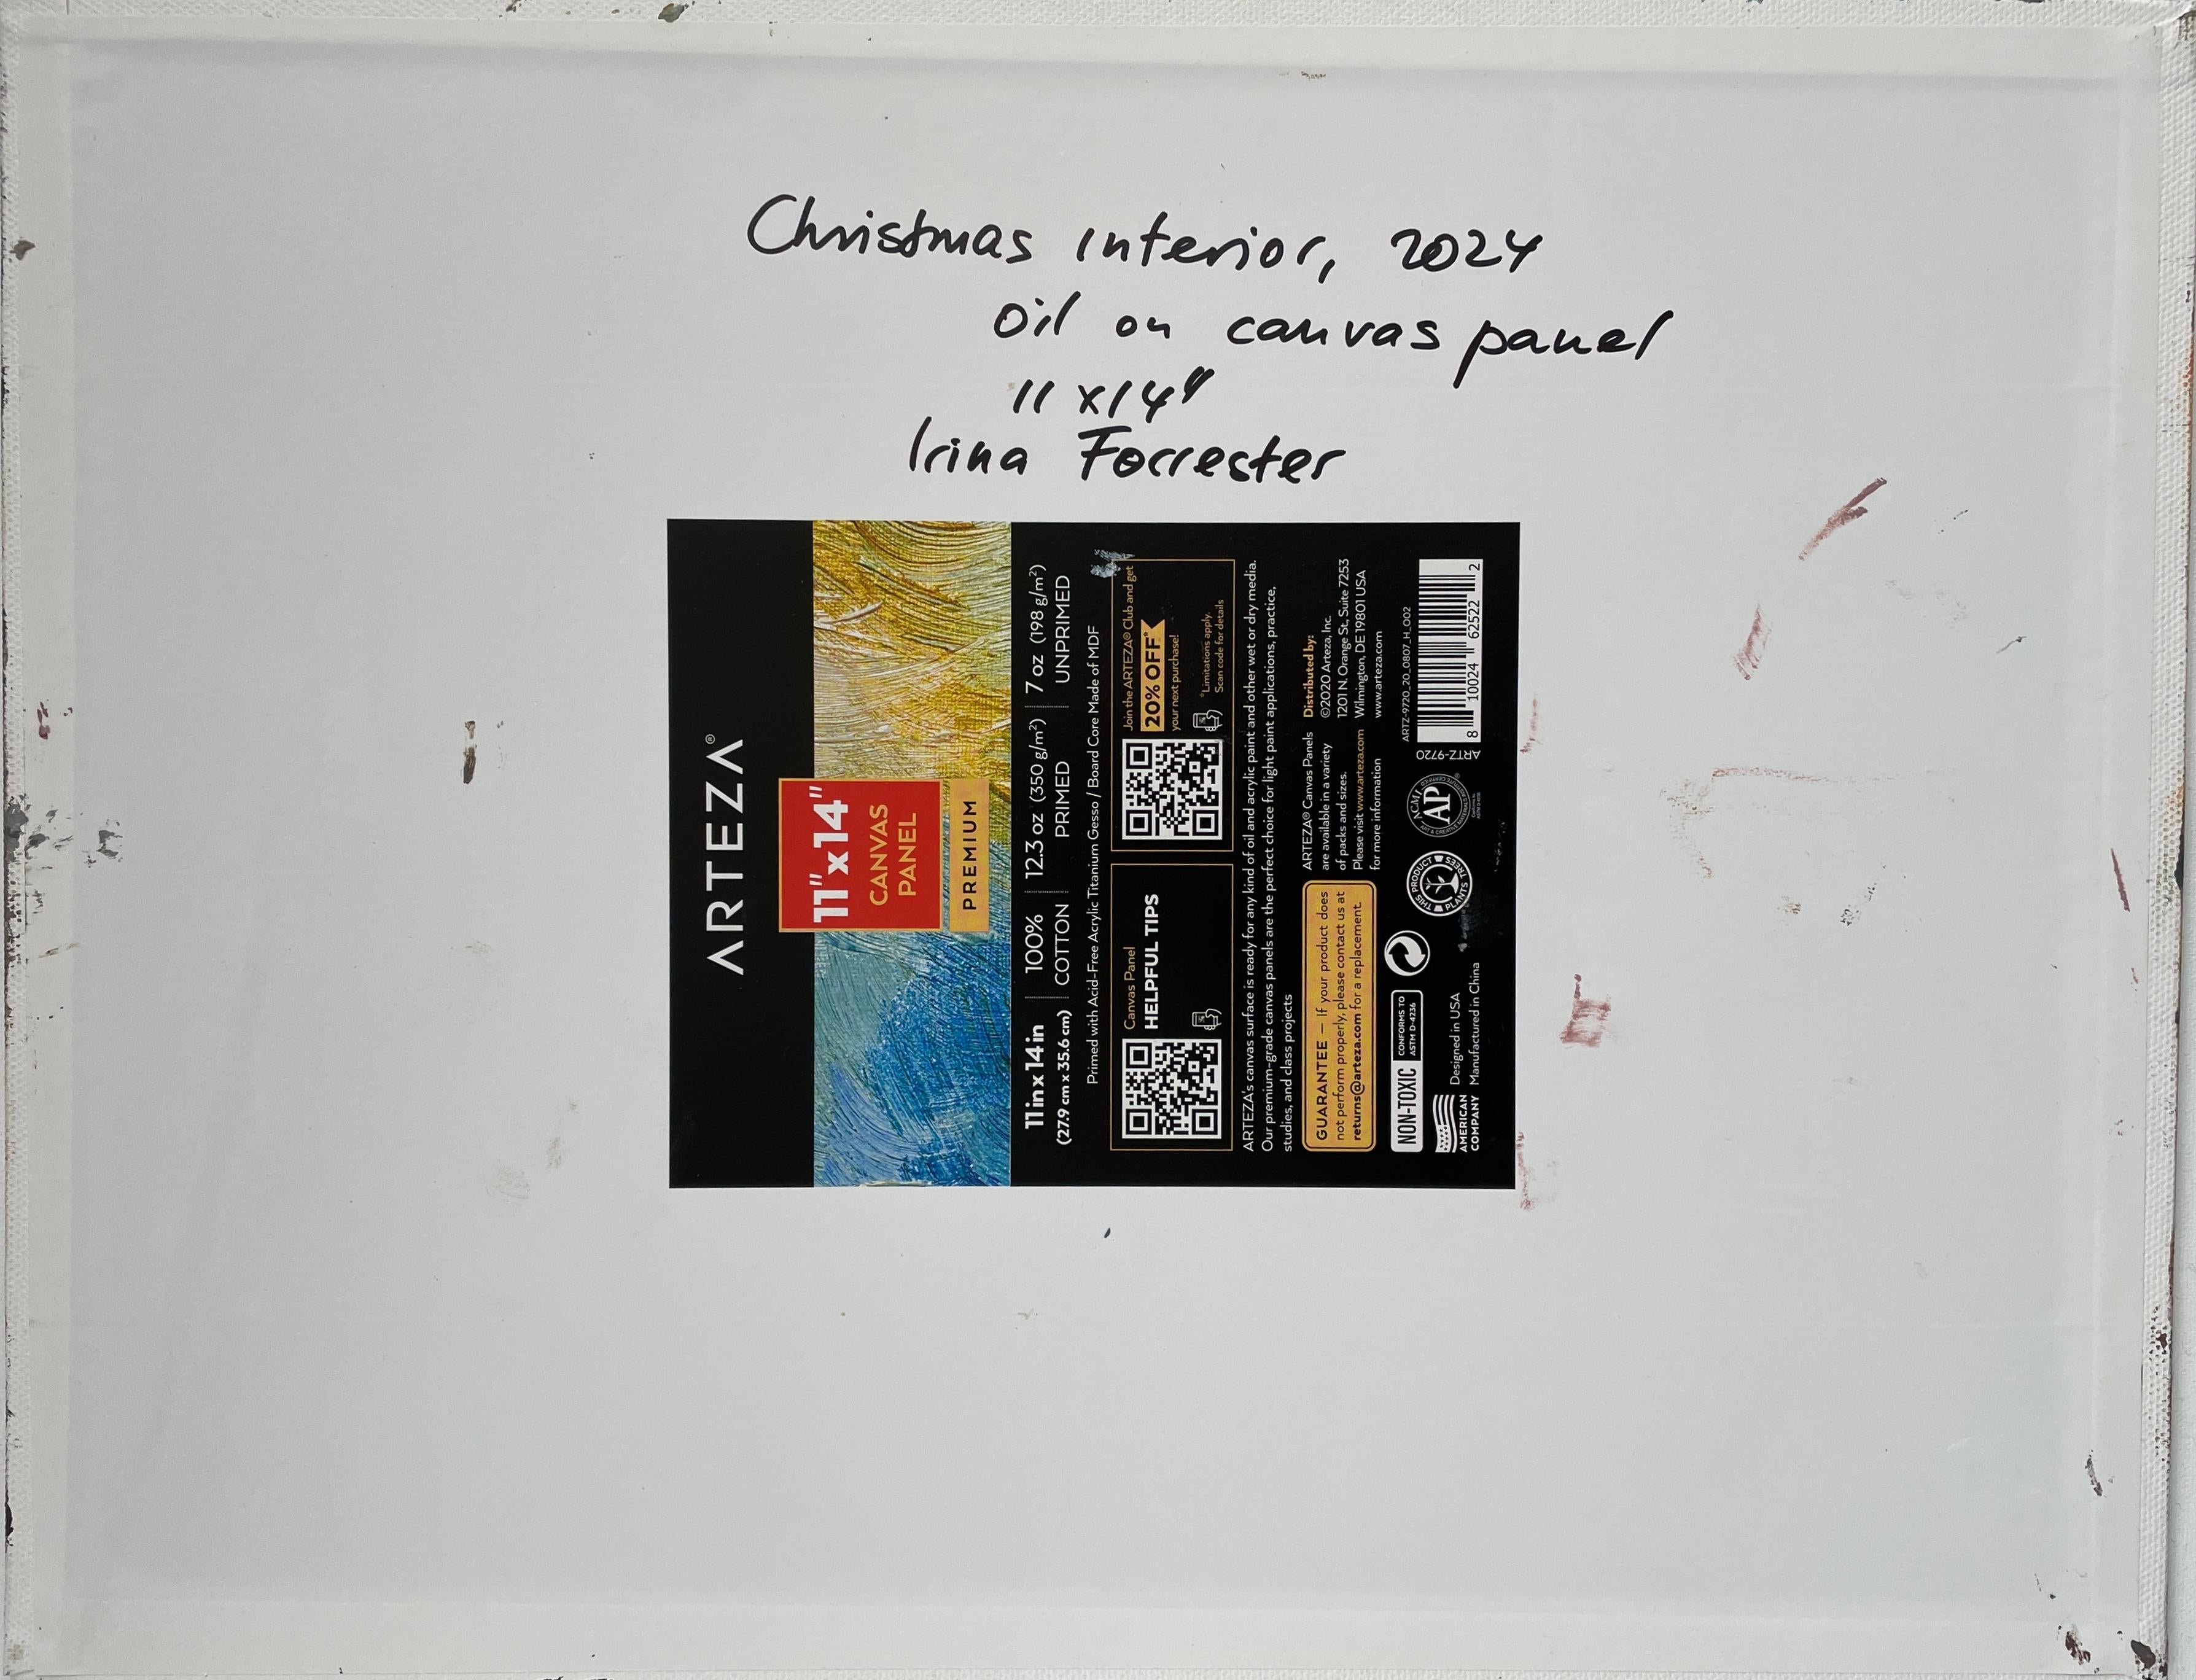 Christmas interior, 2024
Oil on canvas panel
11 x 14"
Irina Forrester
ARTEZA®
11" x 14"
CANVAS
PANEL
PREMIUM
11 in x 14 in
(27.9 cm x 35.6 cm)
100%
COTTON
12.3 oz (350 g/m²)
PRIMED
7 oz (198 g/m²)
UNPRIMED
Primed with Acid-Free Acrylic Titanium Gesso / Board Core Made of MDF
Canvas Panel
HELPFUL TIPS
Join the ARTEZA® Club and get
20% OFF*
your next purchase!
*Limitations apply.
Scan code for details
ARTEZA's canvas surface is ready for any kind of oil and acrylic paint and other wet or dry media.
Our premium-grade canvas panels are the perfect choice for light paint applications, practice,
studies, and class projects
GUARANTEE — If your product does
not perform properly, please contact us at
returns@arteza.com for a replacement.
ARTEZA® Canvas Panels
are available in a variety
of packs and sizes.
Please visit www.arteza.com
for more information
Distributed by:
©2020 Arteza, Inc.
1201 N. Orange St, Suite 7253
Wilmington, DE 19801 USA
www.arteza.com
NON-TOXIC
CONFORMS TO
ASTM D-4236
AMERICAN
COMPANY
Designed in USA
Manufactured in China
THIS PRODUCT
PLANTS TREES
ACMI
AP
ARTZ-9720
ARTZ-9720_20_0807_H_002
8 10024 62522 2